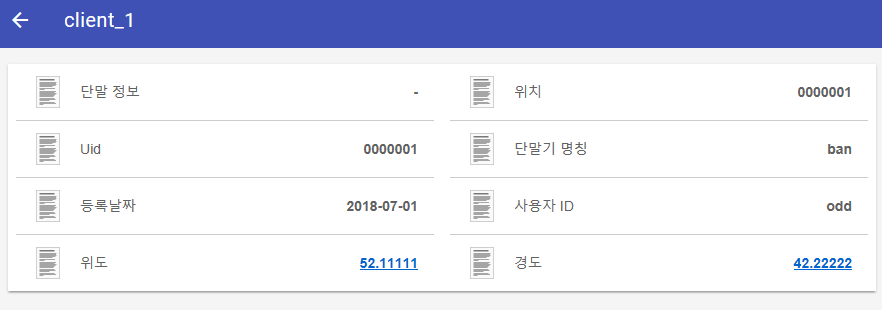 client_1
단말 정보 - 위치 0000001
Uid 0000001 단말기 명칭 ban
등록날짜 2018-07-01 사용자 ID odd
위도 52.11111 경도 42.22222